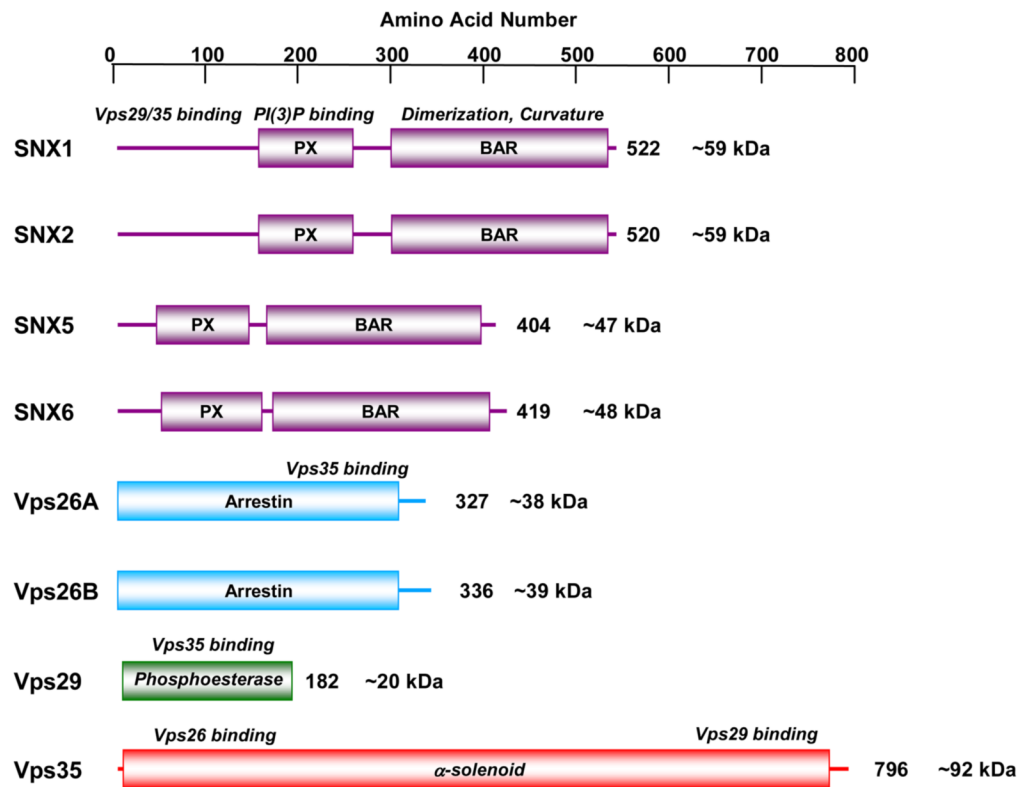 Amino Acid Number
0 100 200 300 400 500 600 700 800
Vps29/35 binding PI(3)P binding Dimerization, Curvature
SNX1 PX BAR 522 ~59 kDa
SNX2 PX BAR 520 ~59 kDa
SNX5 PX BAR 404 ~47 kDa
SNX6 PX BAR 419 ~48 kDa
Vps35 binding
Vps26A Arrestin 327 ~38 kDa
Vps26B Arrestin 336 ~39 kDa
Vps35 binding
Vps29 Phosphoesterase 182 ~20 kDa
Vps26 binding Vps29 binding
Vps35 α-solenoid 796 ~92 kDa